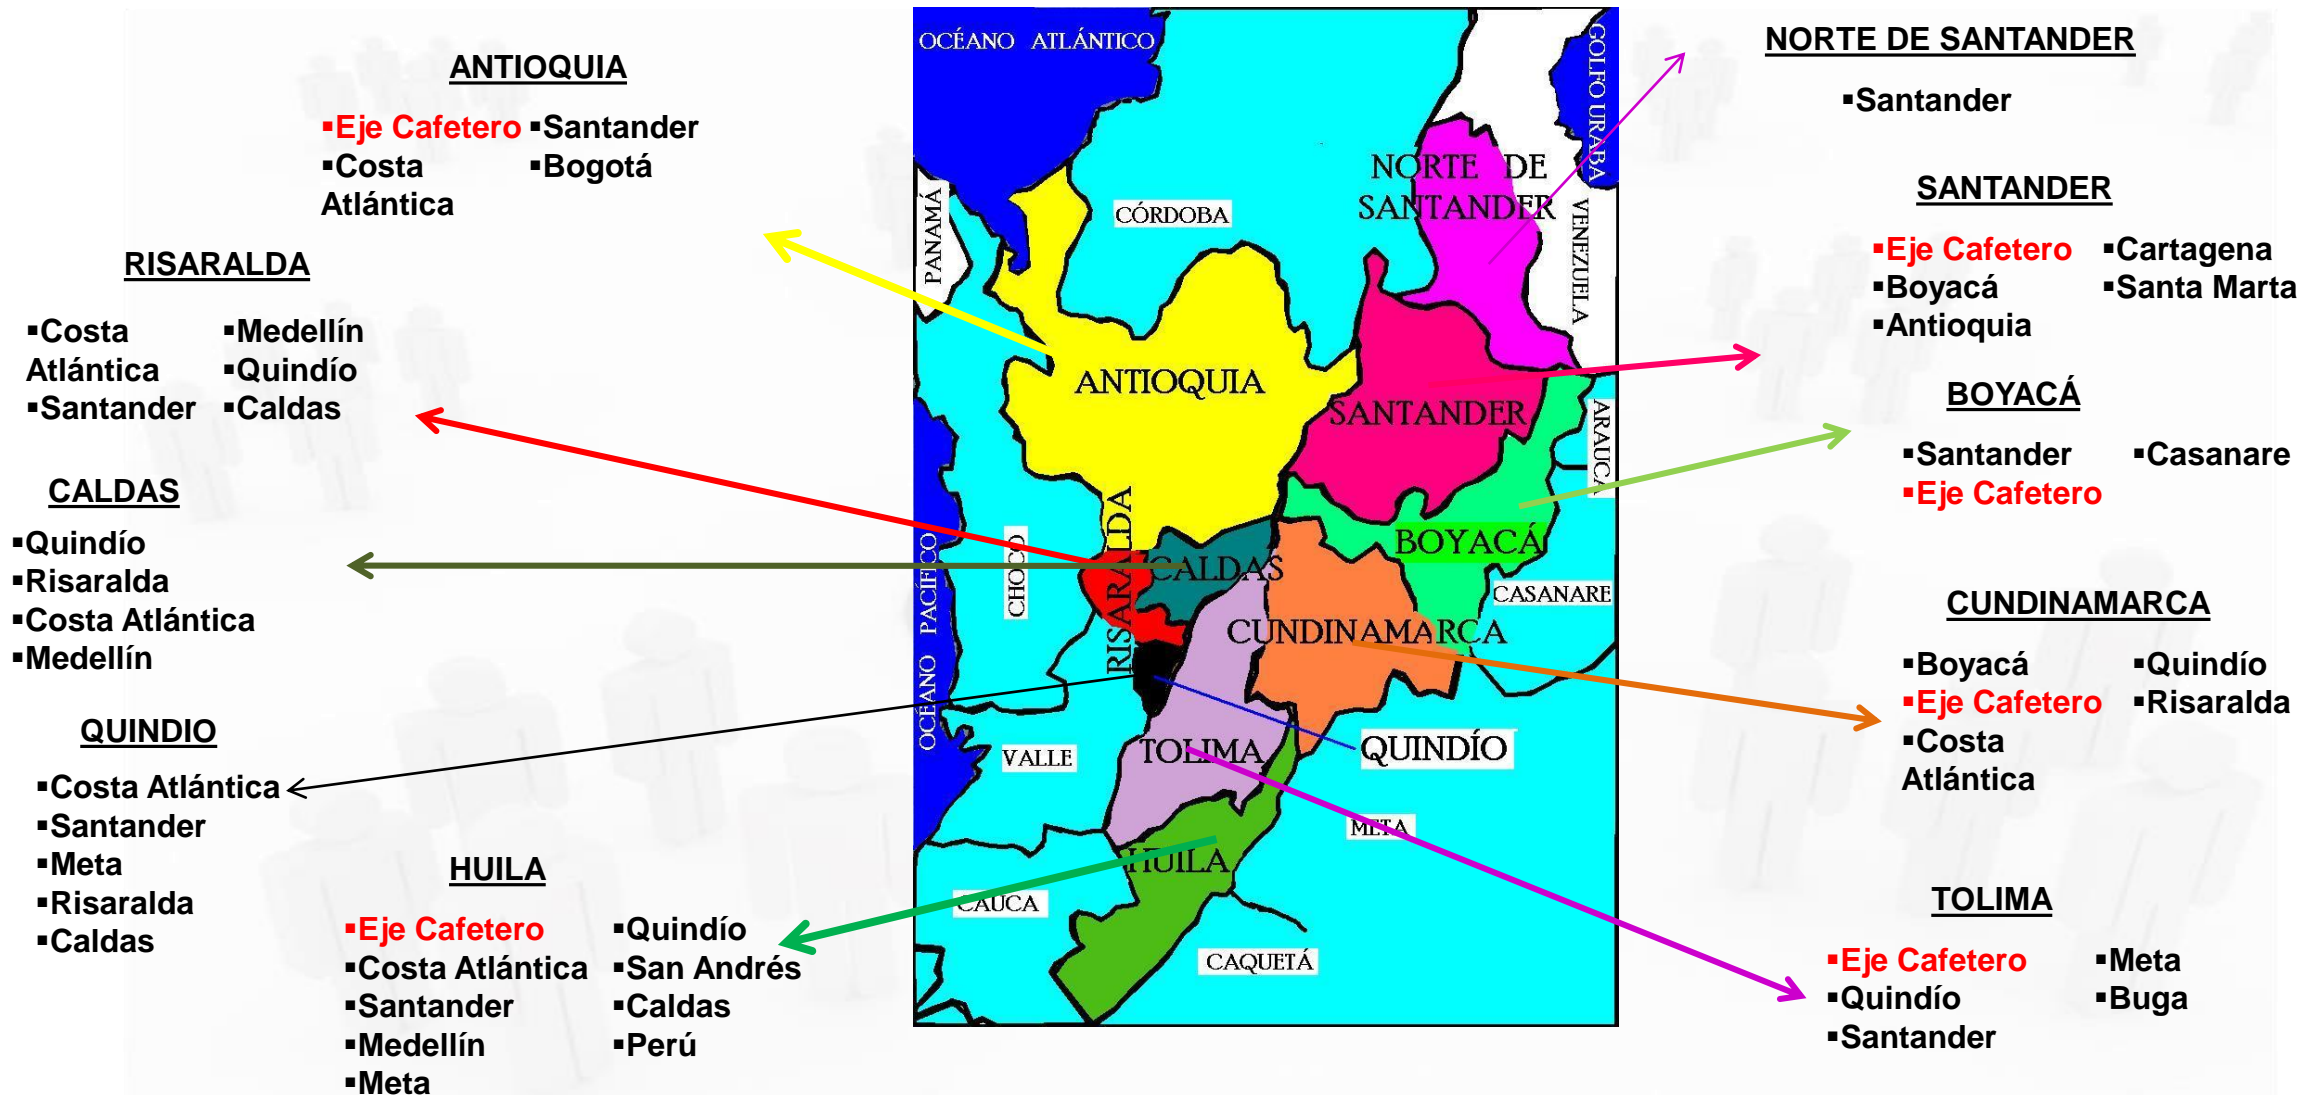 ANTIOQUIA
▪Eje Cafetero ▪Santander
▪Costa ▪Bogotá
Atlántica
RISARALDA
▪Costa ▪Medellín
Atlántica ▪Quindío
▪Santander ▪Caldas
CALDAS
▪Quindío
▪Risaralda
▪Costa Atlántica
▪Medellín
QUINDIO
▪Costa Atlántica
▪Santander
▪Meta
▪Risaralda
▪Caldas
HUILA
▪Eje Cafetero ▪Quindío
▪Costa Atlántica ▪San Andrés
▪Santander ▪Caldas
▪Medellín ▪Perú
▪Meta
OCÉANO ATLÁNTICO
GOLFO URABA
NORTE DE
SANTANDER
PANAMÁ
CÓRDOBA
VENEZUELA
ANTIOQUIA
SANTANDER
ARAUCA
RISARALDA
BOYACÁ
OCÉANO PACÍFICO
CHOCO
CALDAS
CASANARE
CUNDINAMARCA
VALLE
TOLIMA
QUINDÍO
META
HUILA
CAUCA
CAQUETÁ
NORTE DE SANTANDER
▪Santander
SANTANDER
▪Eje Cafetero ▪Cartagena
▪Boyacá ▪Santa Marta
▪Antioquia
BOYACÁ
▪Santander ▪Casanare
▪Eje Cafetero
CUNDINAMARCA
▪Boyacá ▪Quindío
▪Eje Cafetero ▪Risaralda
▪Costa
Atlántica
TOLIMA
▪Eje Cafetero ▪Meta
▪Quindío ▪Buga
▪Santander